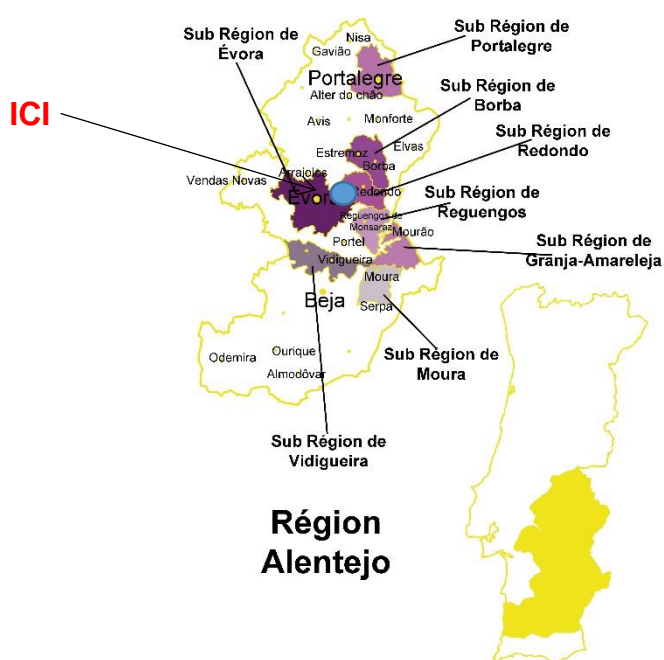 Sub Région de
Évora
Nisa
Gavião
Sub Région de
Portalegre
Portalegre
Alter do chão
ICI
Avis
Monforte
Sub Région de
Borba
Estremoz
Elvas
Borba
Sub Région de
Redondo
Arraiolos
Vendas Novas
Évora
Redondo
Sub Région de
Reguengos
Reguengos de
Monsaraz
Mourão
Portel
Sub Région de
Granja-Amareleja
Vidigueira
Moura
Beja
Serpa
Ourique
Odemira
Almodôvar
Sub Région de
Moura
Sub Région de
Vidigueira
Région
Alentejo